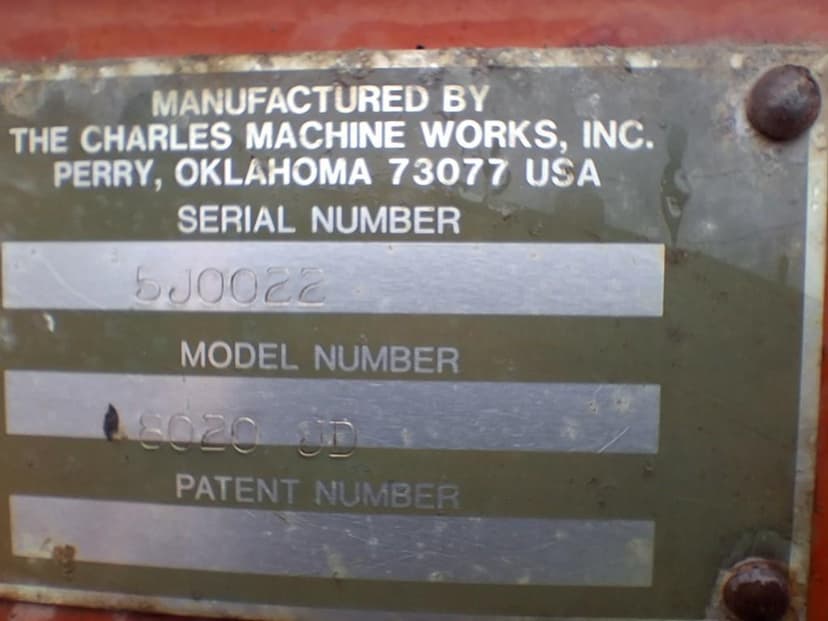 MANUFACTURED BY
THE CHARLES MACHINE WORKS, INC.
PERRY, OKLAHOMA 73077 USA
SERIAL NUMBER
5J0022
MODEL NUMBER
8020 JD
PATENT NUMBER